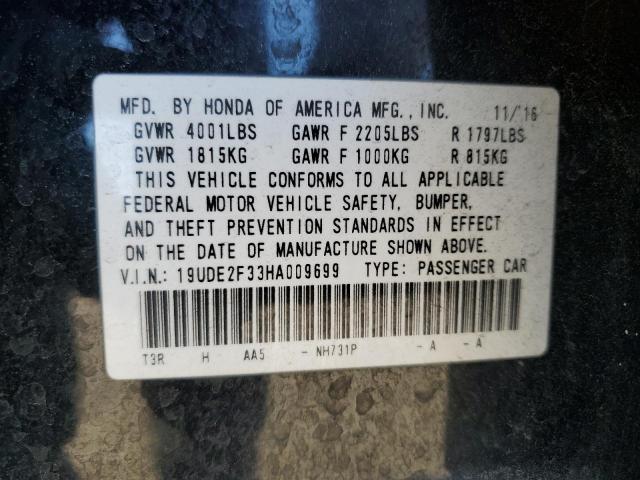 MFD. BY HONDA OF AMERICA MFG., INC. 11/'16
GVWR 4001LBS GAWR F 2205LBS R 1797LBS
GVWR 1815KG GAWR F 1000KG R 815KG
THIS VEHICLE CONFORMS TO ALL APPLICABLE
FEDERAL MOTOR VEHICLE SAFETY, BUMPER,
AND THEFT PREVENTION STANDARDS IN EFFECT
ON THE DATE OF MANUFACTURE SHOWN ABOVE.
V.I.N.: 19UDE2F33HA009699 TYPE: PASSENGER CAR
T3R H AA5 - NH731P - A - A